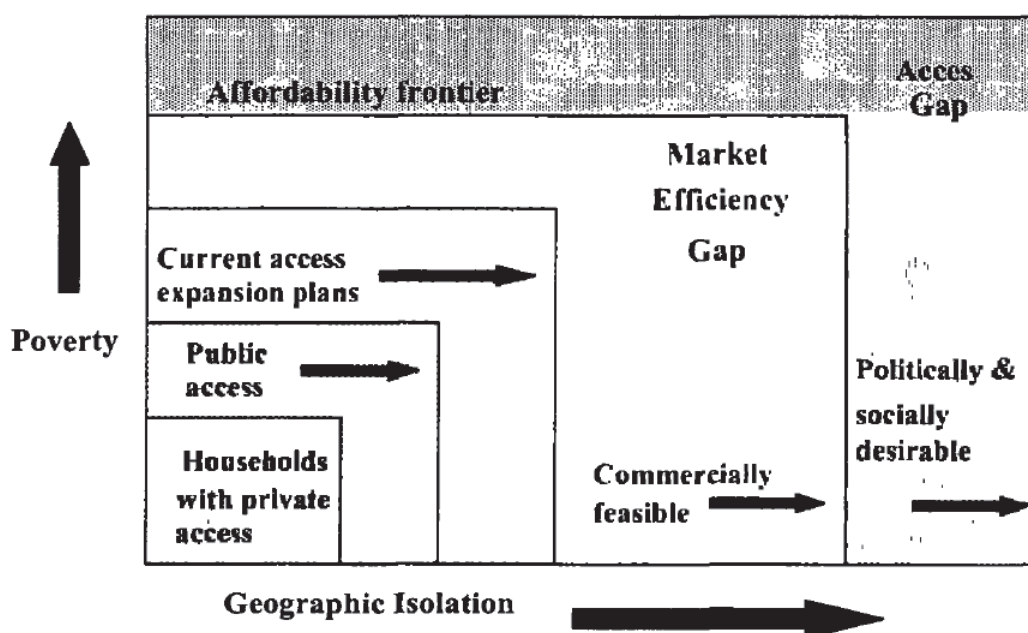 Affordability frontier
Acces
Gap
Market
Efficiency
Gap
Current access
expansion plans
Poverty
Public
access
Politically &
socially
desirable
Households
with private
access
Commercially
feasible
Geographic Isolation